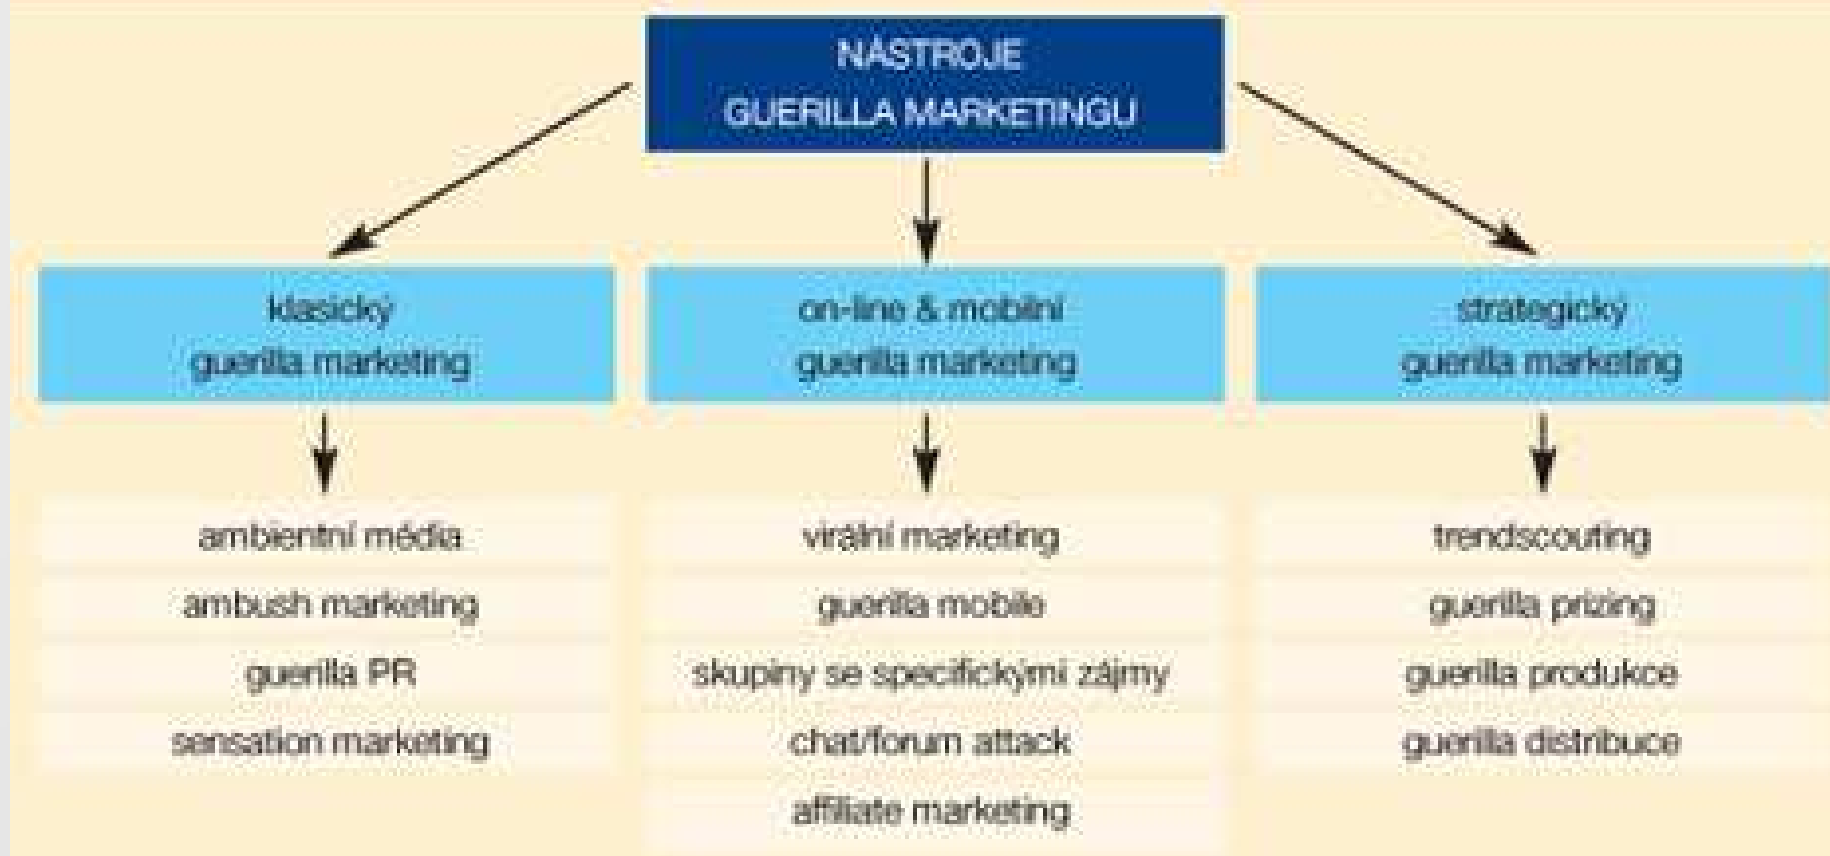 NÁSTROJE
GUERILLA MARKETINGU
klasický
guerilla marketing
on-line & mobilní
guerilla marketing
strategický
guerilla marketing
ambientní média
ambush marketing
guerilla PR
sensation marketing
virální marketing
guerilla mobile
skupiny se specifickými zájmy
chat/forum attack
affiliate marketing
trendscouting
guerilla prizing
guerilla produkce
guerilla distribuce